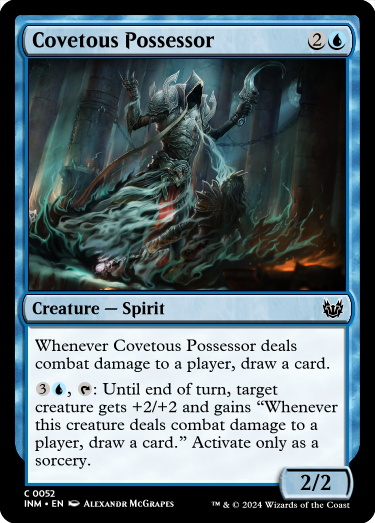 Covetous Possessor 2
Creature — Spirit
Whenever Covetous Possessor deals
combat damage to a player, draw a card.
3, : Until end of turn, target
creature gets +2/+2 and gains “Whenever
this creature deals combat damage to a
player, draw a card.” Activate only as a
sorcery.
2/2
C 0052
INM • EN ALEXANDR MCGRAPES
™ & © 2024 Wizards of the Coast